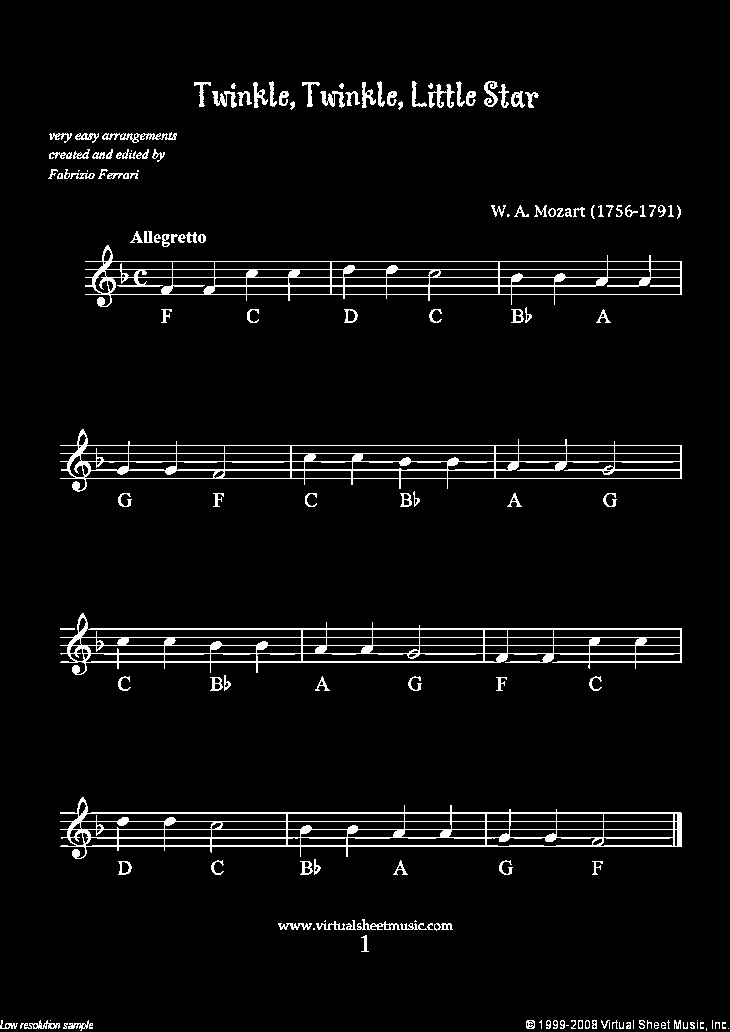 Twinkle, Twinkle, Little Star
very easy arrangements
created and edited by
Fabrizio Ferrari
W. A. Mozart (1756-1791)
Allegretto
F C D C B♭ A
G F C B♭ A G
C B♭ A G F C
D C B♭ A G F
www.virtualsheetmusic.com
1
Low resolution sample
© 1999-2008 Virtual Sheet Music, Inc.